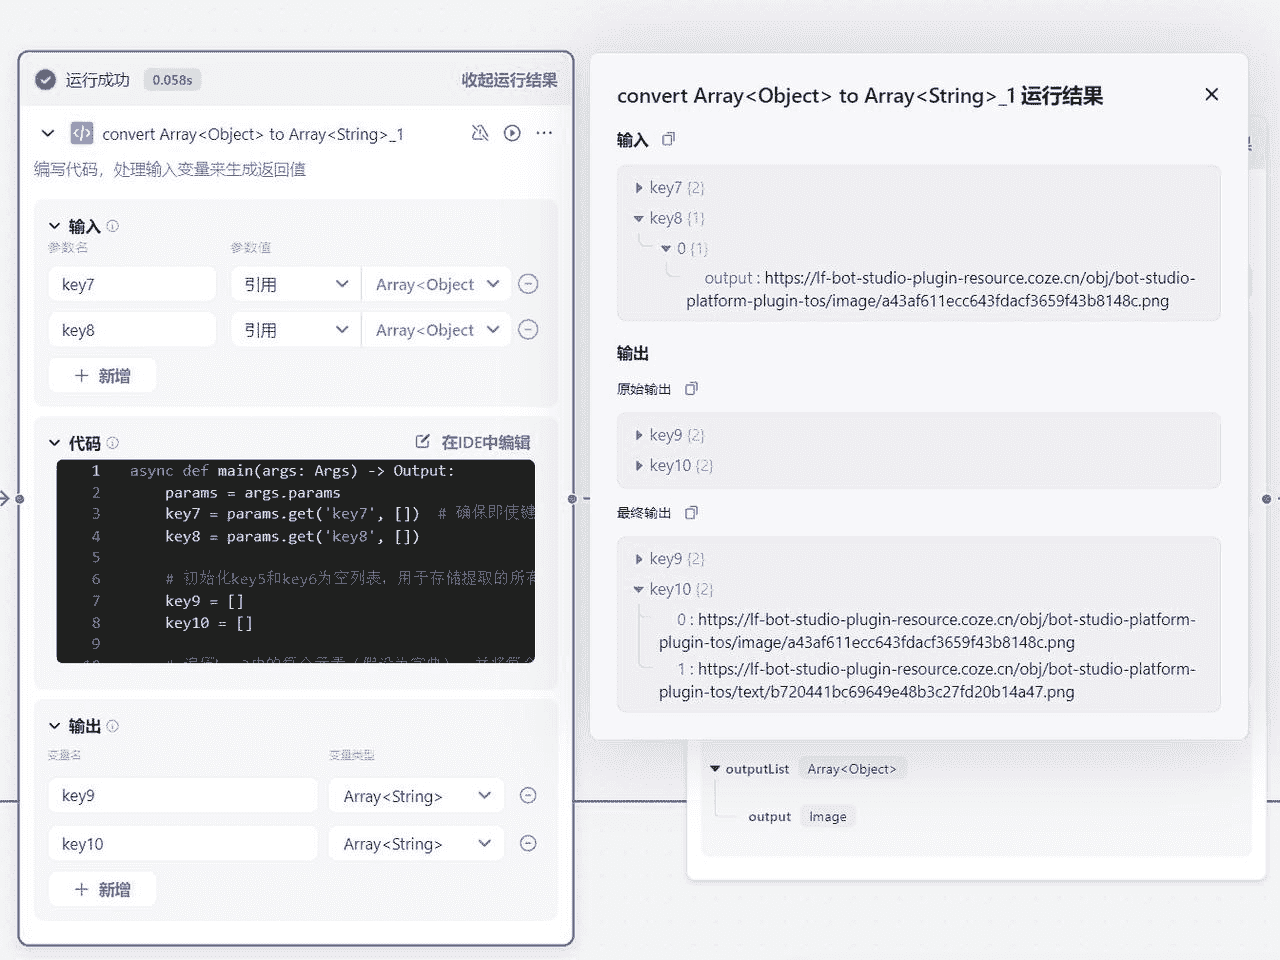 运行成功 0.058s 收起运行结果
convert Array<Object> to Array<String>_1
编写代码，处理输入变量来生成返回值
输入
参数名 参数值
key7 引用 Array<Object
key8 引用 Array<Object
+ 新增
代码 在IDE中编辑
1 async def main(args: Args) -> Output:
2 params = args.params
3 key7 = params.get('key7', []) # 确保即使键
4 key8 = params.get('key8', [])
5
6 # 初始化key5和key6为空列表，用于存储提取的所有
7 key9 = []
8 key10 = []
9
输出
变量名 变量类型
key9 Array<String>
key10 Array<String>
+ 新增
convert Array<Object> to Array<String>_1 运行结果
输入
key7 {2}
key8 {1}
0 {1}
output : https://lf-bot-studio-plugin-resource.coze.cn/obj/bot-studio-
platform-plugin-tos/image/a43af611ecc643fdacf3659f43b8148c.png
输出
原始输出
key9 {2}
key10 {2}
最终输出
key9 {2}
key10 {2}
0 : https://lf-bot-studio-plugin-resource.coze.cn/obj/bot-studio-platform-
plugin-tos/image/a43af611ecc643fdacf3659f43b8148c.png
1 : https://lf-bot-studio-plugin-resource.coze.cn/obj/bot-studio-platform-
plugin-tos/text/b720441bc69649e48b3c27fd20b14a47.png
outputList Array<Object>
output Image